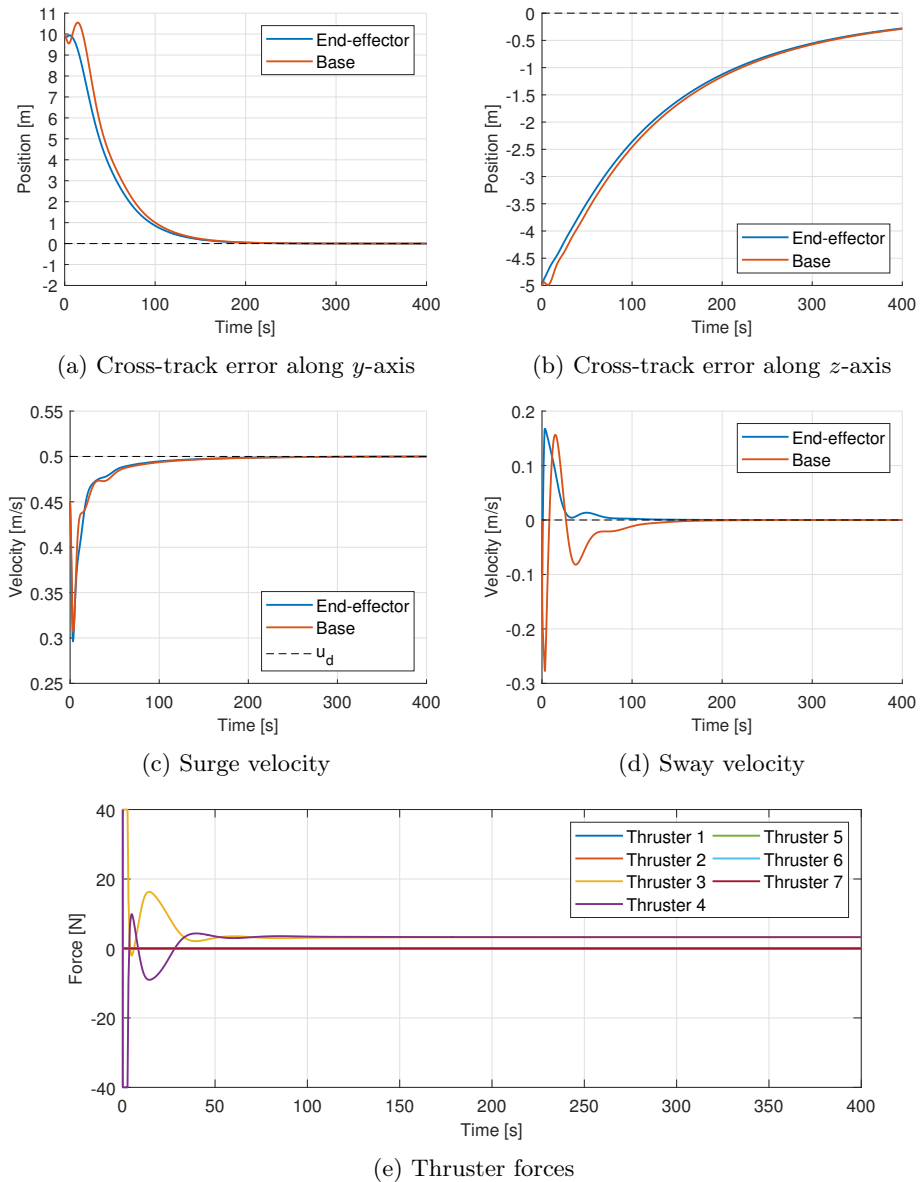 11
10
9
8
7
6
5
4
3
2
1
0
-1
-2
Position [m]
End-effector
Base
0 100 200 300 400
Time [s]
(a) Cross-track error along y-axis
0
-0.5
-1
-1.5
-2
-2.5
-3
-3.5
-4
-4.5
-5
Position [m]
End-effector
Base
0 100 200 300 400
Time [s]
(b) Cross-track error along z-axis
0.55
0.5
0.45
0.4
0.35
0.3
0.25
Velocity [m/s]
End-effector
Base
u_d
0 100 200 300 400
Time [s]
(c) Surge velocity
0.2
0.1
0
-0.1
-0.2
-0.3
Velocity [m/s]
End-effector
Base
0 100 200 300 400
Time [s]
(d) Sway velocity
40
20
0
-20
-40
Force [N]
Thruster 1 Thruster 5
Thruster 2 Thruster 6
Thruster 3 Thruster 7
Thruster 4
0 50 100 150 200 250 300 350 400
Time [s]
(e) Thruster forces